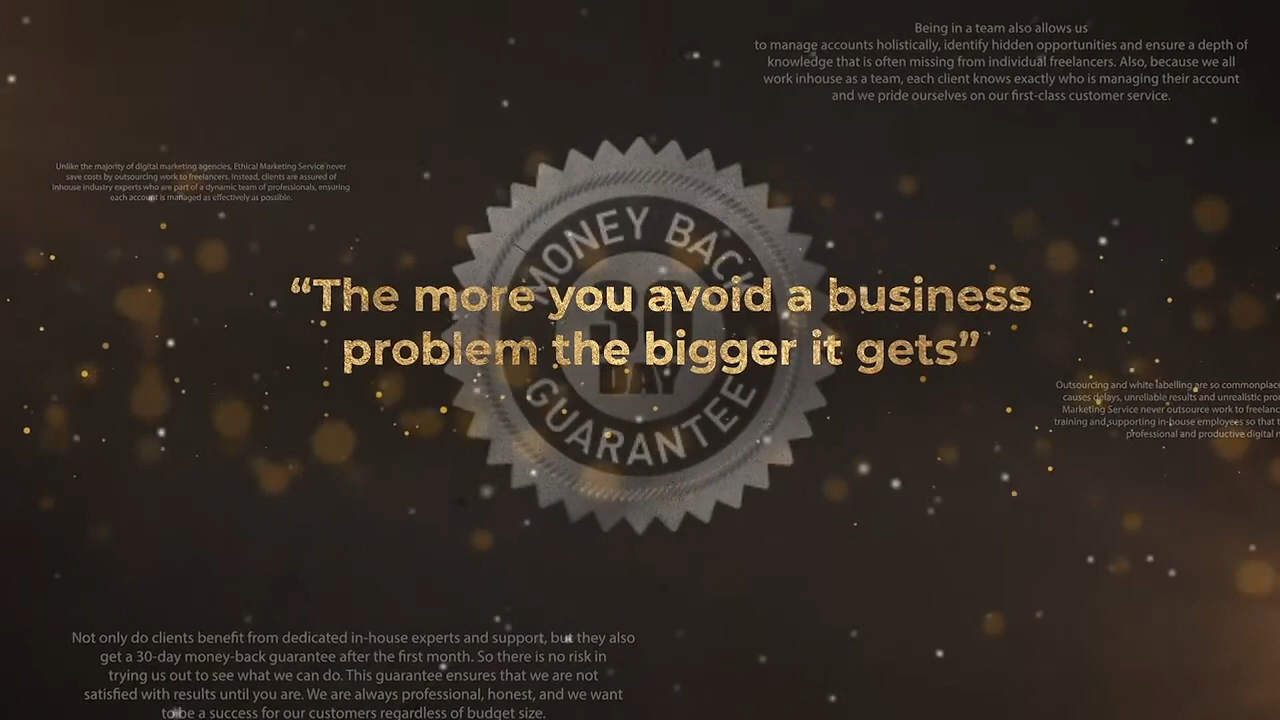 Being in a team also allows us
to manage accounts holistically, identify hidden opportunities and ensure a depth of
knowledge that is often missing from individual freelancers. Also, because we all
work inhouse as a team, each client knows exactly who is managing their account
and we pride ourselves on our first-class customer service.
Unlike the majority of digital marketing agencies, Ethical Marketing Service never
save costs by outsourcing work to freelancers. Instead, clients are assured of
Inhouse industry experts who are part of a dynamic team of professionals, ensuring
each account is managed as effectively as possible.
MONEY BACK
“The more you avoid a business
problem the bigger it gets”
DAY
GUARANTEE
Outsourcing and white labelling are so commonplace
causes delays, unreliable results and unrealistic
Marketing Service never outsource work to
training and supporting in-house employees so that
professional and productive digital
Not only do clients benefit from dedicated in-house experts and support, but they also
get a 30-day money-back guarantee after the first month. So there is no risk in
trying us out to see what we can do. This guarantee ensures that we are not
satisfied with results until you are. We are always professional, honest, and we want
to be a success for our customers regardless of budget size.